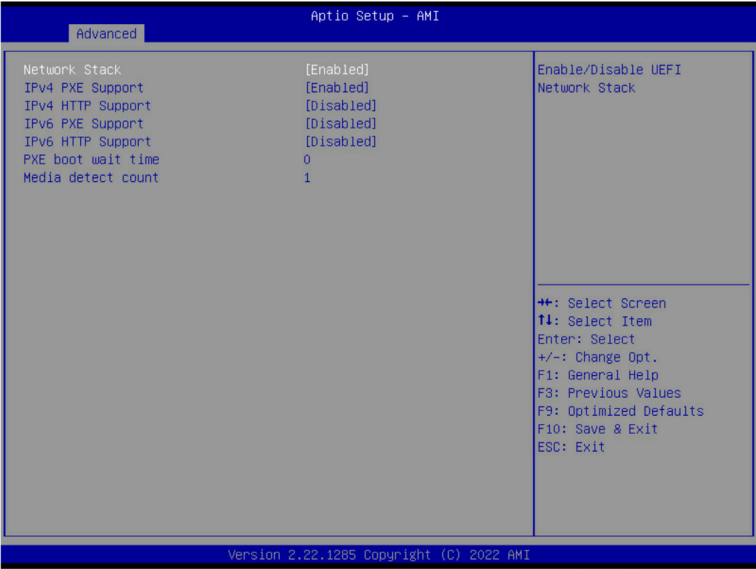 Aptio Setup – AMI
Advanced
Network Stack [Enabled]
IPv4 PXE Support [Enabled]
IPv4 HTTP Support [Disabled]
IPv6 PXE Support [Disabled]
IPv6 HTTP Support [Disabled]
PXE boot wait time 0
Media detect count 1
Enable/Disable UEFI
Network Stack
→←: Select Screen
↑↓: Select Item
Enter: Select
+/-: Change Opt.
F1: General Help
F3: Previous Values
F9: Optimized Defaults
F10: Save & Exit
ESC: Exit
Version 2.22.1285 Copyright (C) 2022 AMI